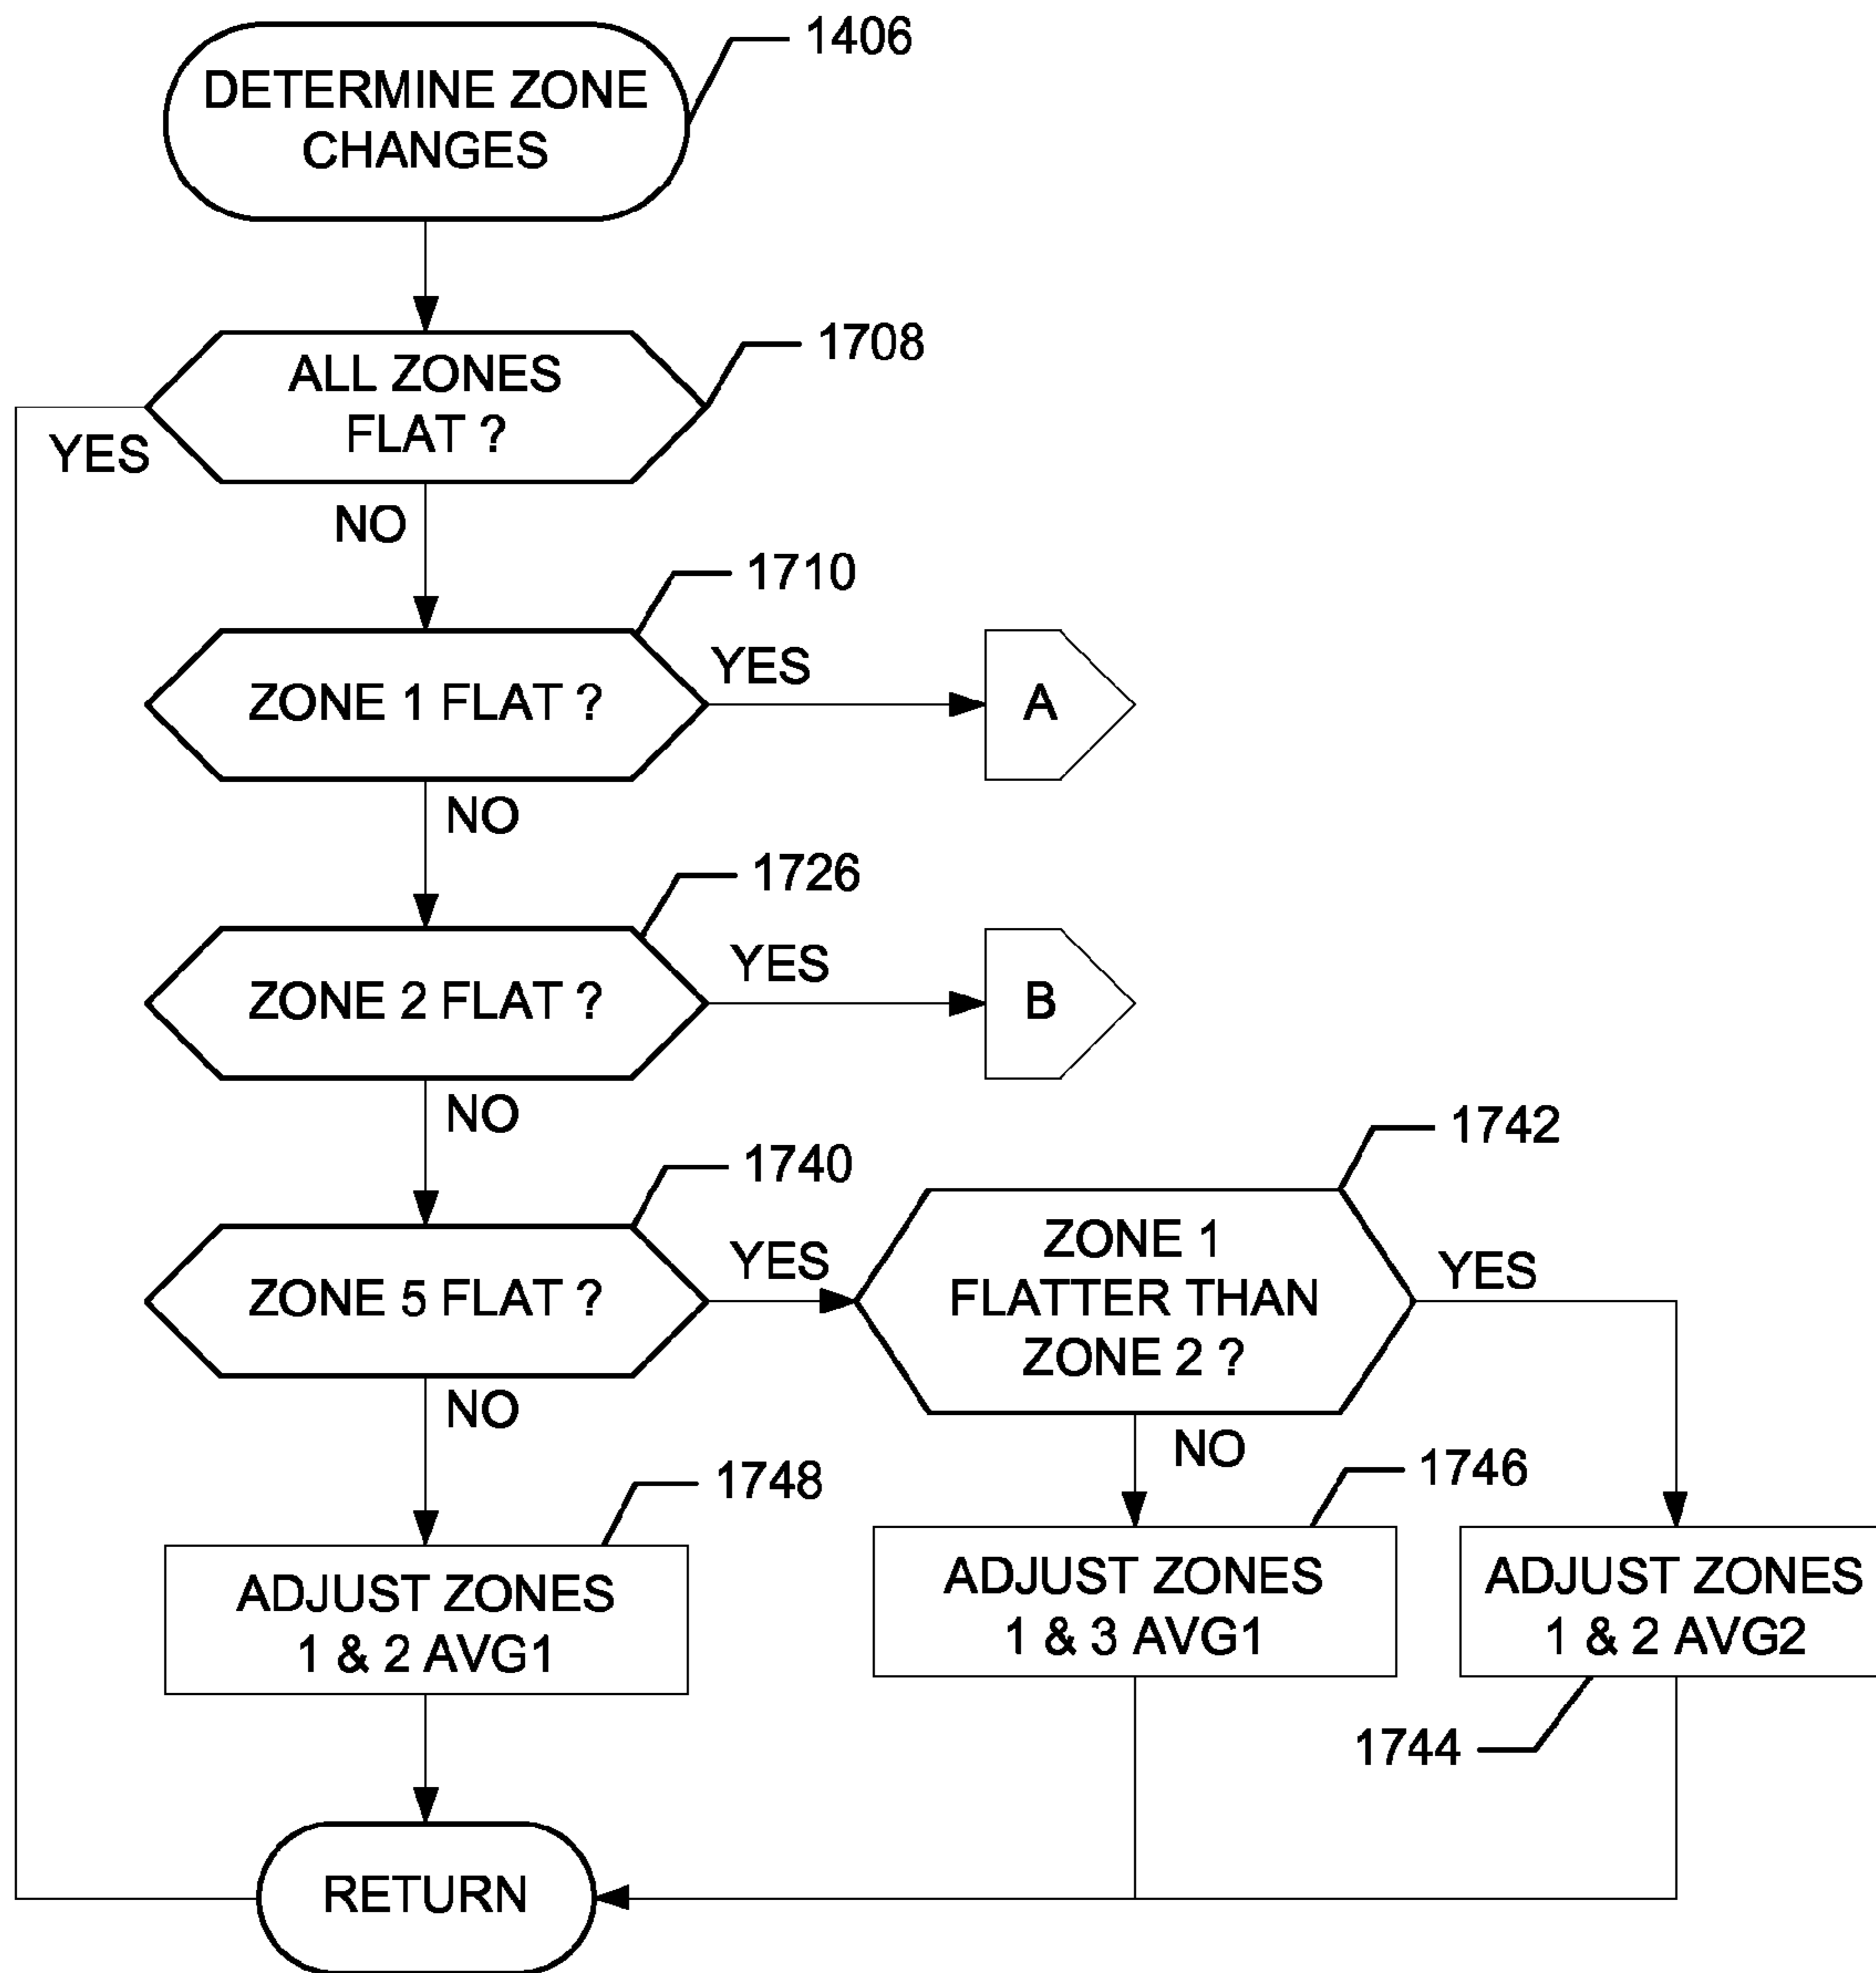 1406
DETERMINE ZONE
CHANGES
1708
ALL ZONES
FLAT ?
YES
NO
1710
ZONE 1 FLAT ?
YES
A
NO
1726
ZONE 2 FLAT ?
YES
B
NO
1740
ZONE 5 FLAT ?
YES
1742
ZONE 1
FLATTER THAN
ZONE 2 ?
YES
NO
NO
1748
ADJUST ZONES
1 & 2 AVG1
1746
ADJUST ZONES
1 & 3 AVG1
ADJUST ZONES
1 & 2 AVG2
1744
RETURN